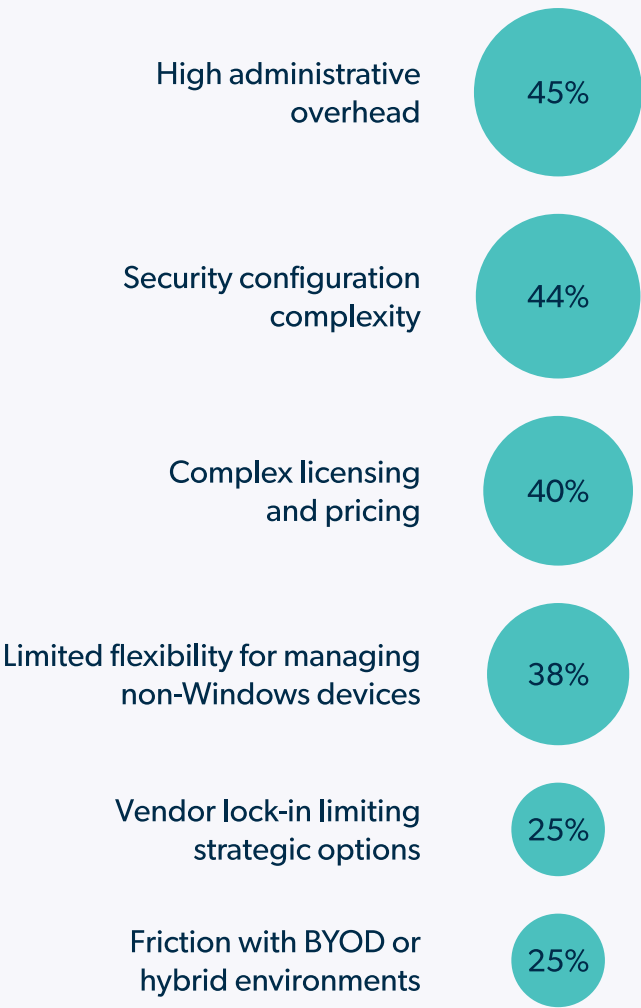 High administrative
overhead
45%
Security configuration
complexity
44%
Complex licensing
and pricing
40%
Limited flexibility for managing
non-Windows devices
38%
Vendor lock-in limiting
strategic options
25%
Friction with BYOD or
hybrid environments
25%